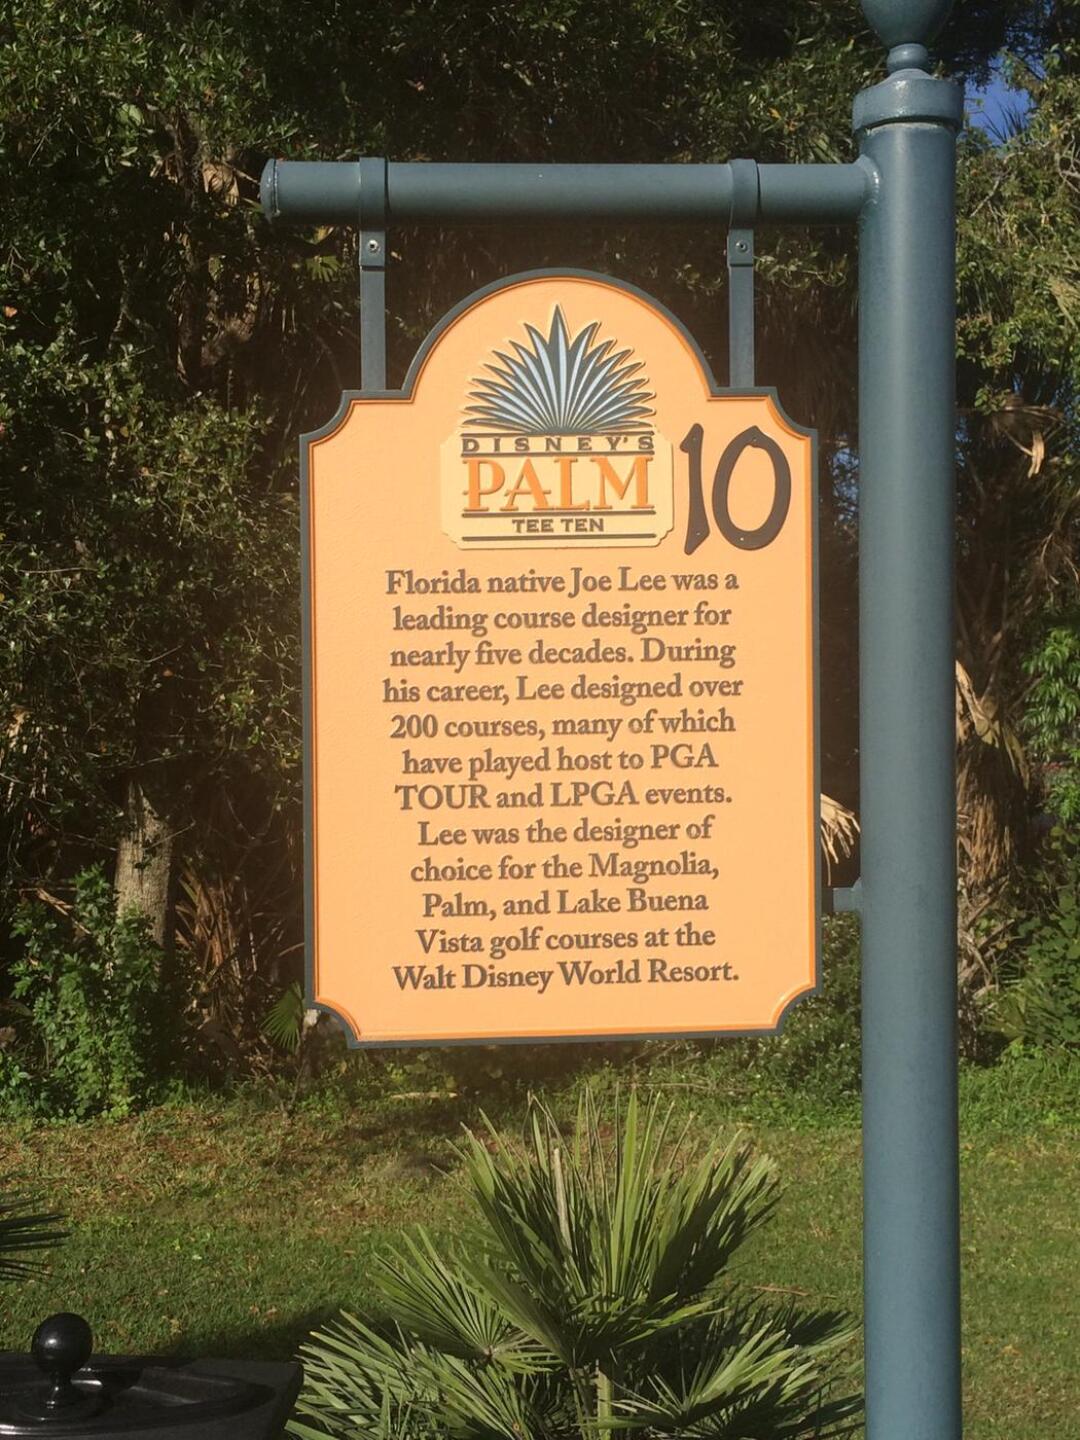 DISNEY'S
PALM
TEE TEN
10
Florida native Joe Lee was a
leading course designer for
nearly five decades. During
his career, Lee designed over
200 courses, many of which
have played host to PGA
TOUR and LPGA events.
Lee was the designer of
choice for the Magnolia,
Palm, and Lake Buena
Vista golf courses at the
Walt Disney World Resort.